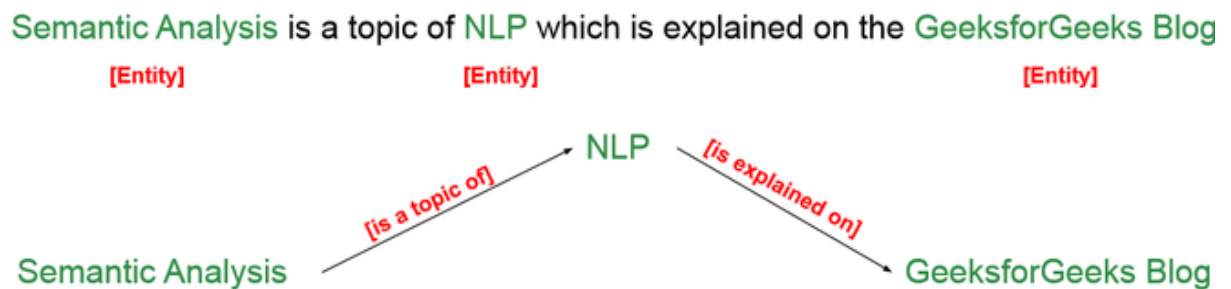 Semantic Analysis is a topic of NLP which is explained on the GeeksforGeeks Blog
[Entity] [Entity] [Entity]
NLP
[is a topic of] [is explained on]
Semantic Analysis GeeksforGeeks Blog